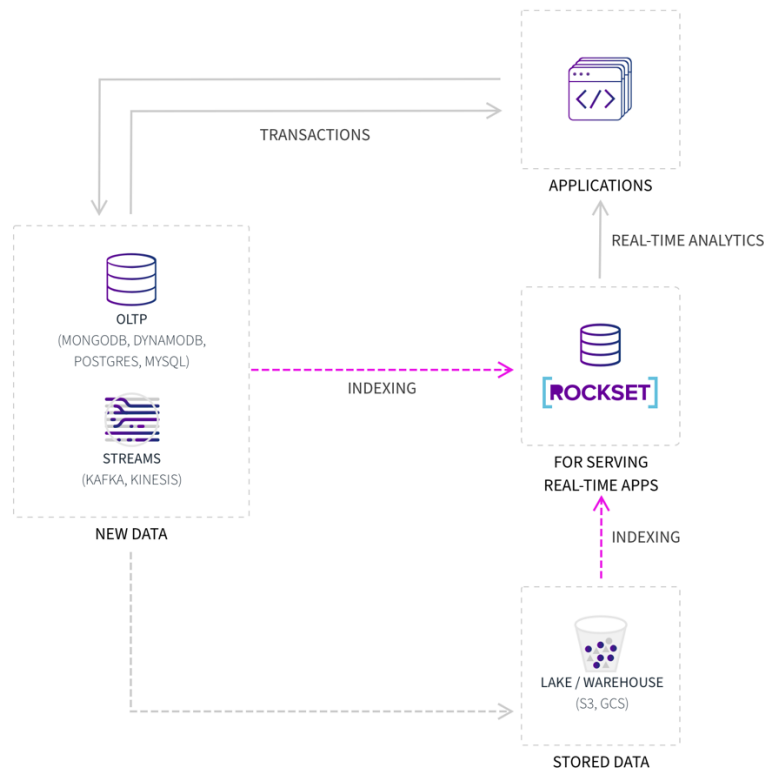 TRANSACTIONS
APPLICATIONS
REAL-TIME ANALYTICS
OLTP
(MONGODB, DYNAMODB,
POSTGRES, MYSQL)
STREAMS
(KAFKA, KINESIS)
NEW DATA
INDEXING
[ROCKSET]
FOR SERVING
REAL-TIME APPS
INDEXING
LAKE / WAREHOUSE
(S3, GCS)
STORED DATA